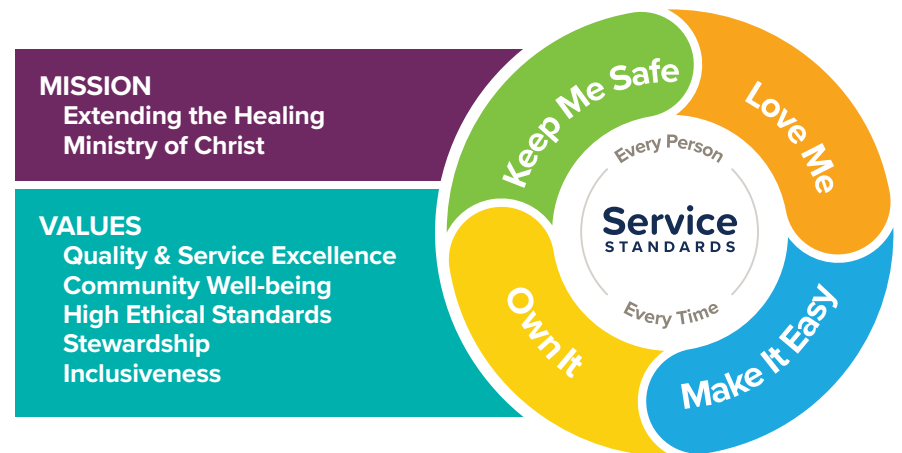 MISSION
Extending the Healing
Ministry of Christ
VALUES
Quality & Service Excellence
Community Well-being
High Ethical Standards
Stewardship
Inclusiveness
Keep Me Safe
Love Me
Make It Easy
Own It
Every Person
Service
STANDARDS
Every Time